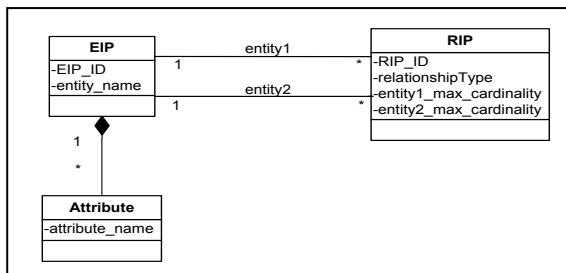 EIP
-EIP_ID
-entity_name
entity1
1
*
entity2
1
*
RIP
-RIP_ID
-relationshipType
-entity1_max_cardinality
-entity2_max_cardinality
1
*
Attribute
-attribute_name